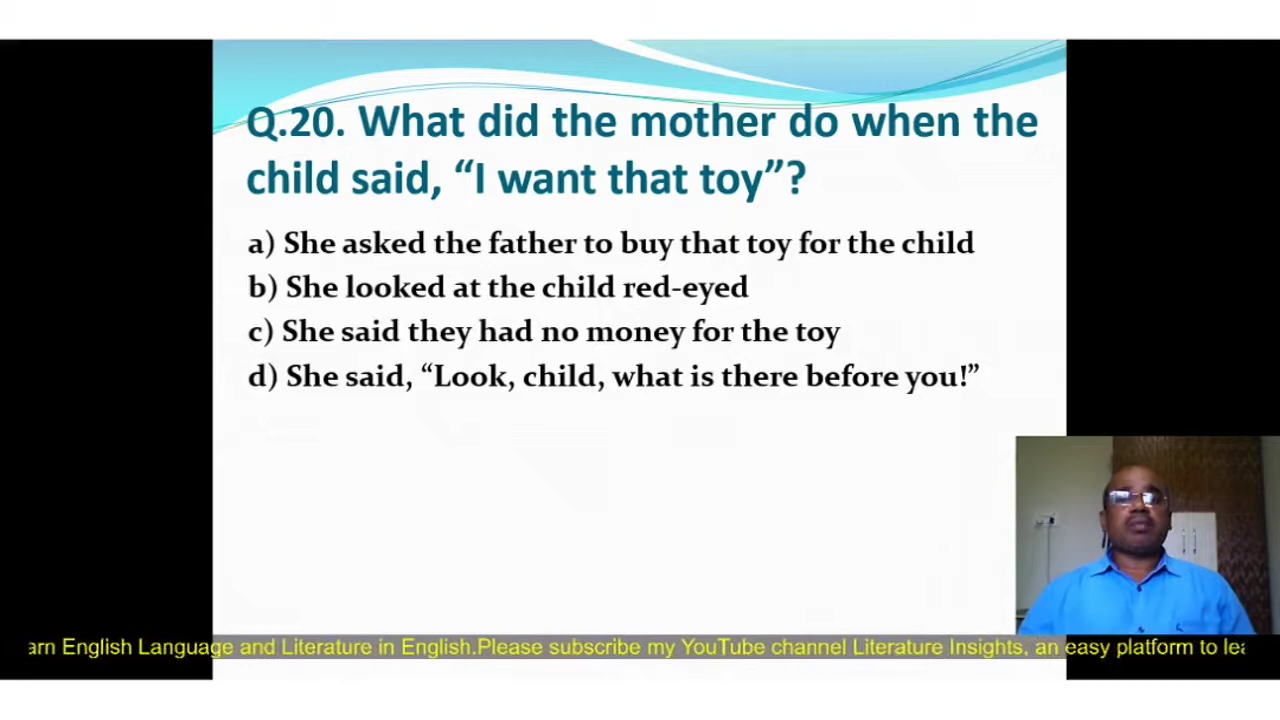 Q.20. What did the mother do when the
child said, “I want that toy”?
a) She asked the father to buy that toy for the child
b) She looked at the child red-eyed
c) She said they had no money for the toy
d) She said, “Look, child, what is there before you!”
arn English Language and Literature in English.Please subscribe my YouTube channel Literature Insights, an easy platform to lea